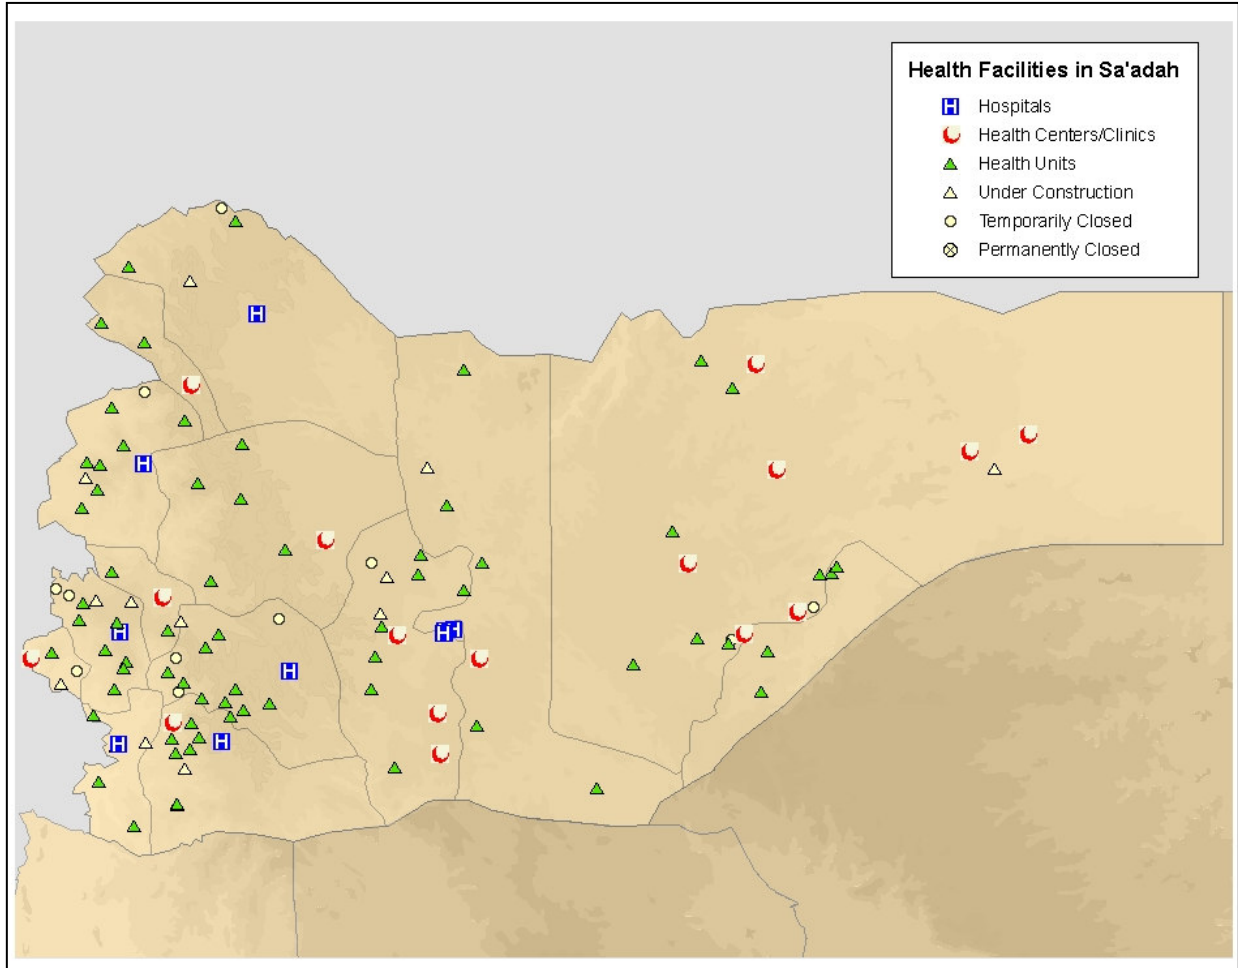 Health Facilities in Sa'adah
H Hospitals
Health Centers/Clinics
Health Units
Under Construction
Temporarily Closed
Permanently Closed
H
H
H
H
H
H
H
H